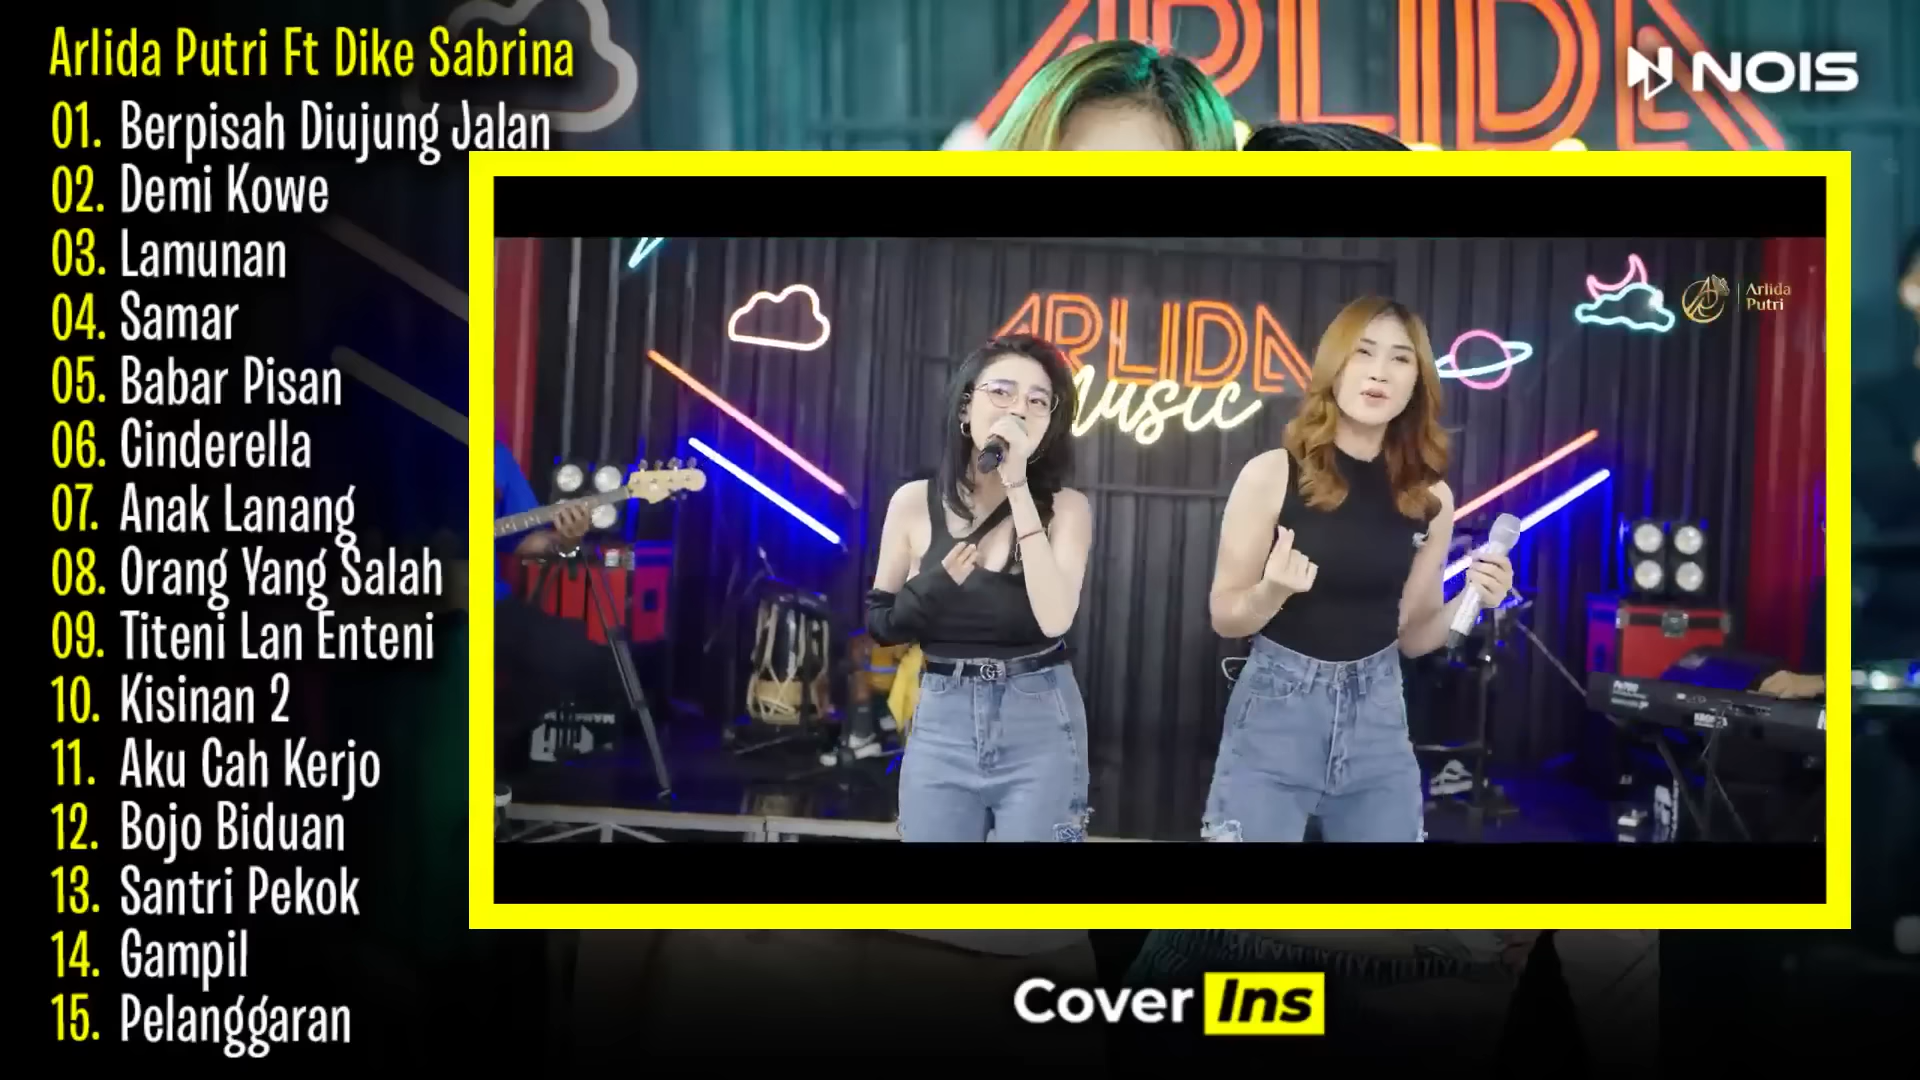 Arlida Putri Ft Dike Sabrina
01. Berpisah Diujung Jalan
02. Demi Kowe
03. Lamunan
04. Samar
05. Babar Pisan
06. Cinderella
07. Anak Lanang
08. Orang Yang Salah
09. Titeni Lan Enteni
10. Kisinan 2
11. Aku Cah Kerjo
12. Bojo Biduan
13. Santri Pekok
14. Gampil
15. Pelanggaran
ARLIDA
NOIS
Arlida
Putri
ARLIDA
Music
Cover Ins